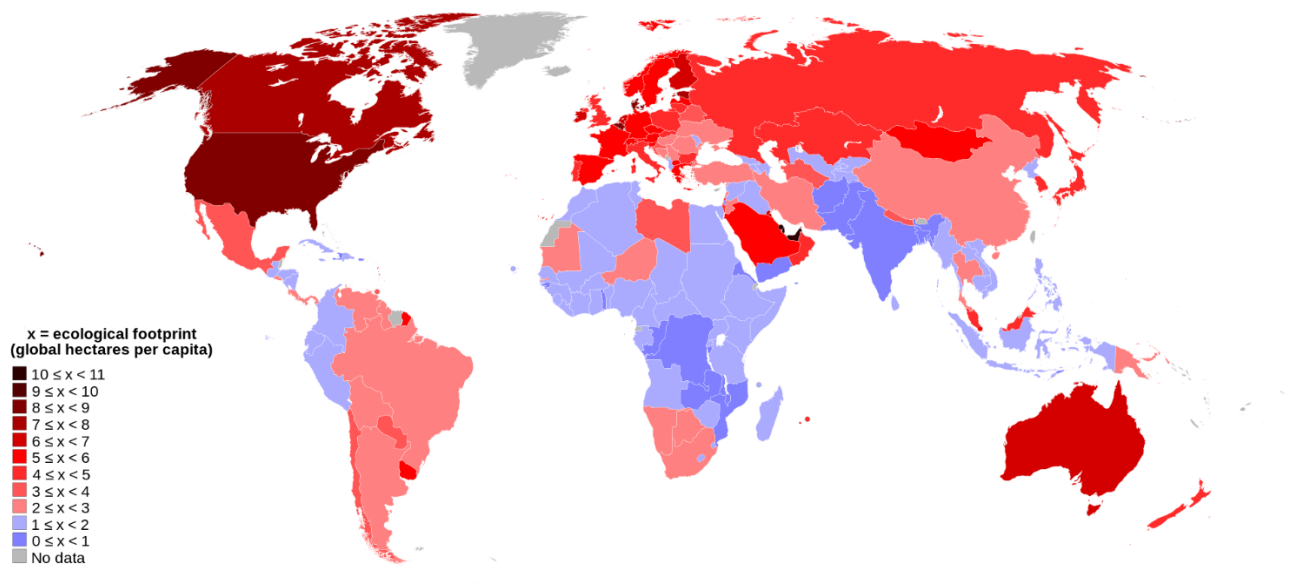 x = ecological footprint
(global hectares per capita)
10 ≤ x < 11
9 ≤ x < 10
8 ≤ x < 9
7 ≤ x < 8
6 ≤ x < 7
5 ≤ x < 6
4 ≤ x < 5
3 ≤ x < 4
2 ≤ x < 3
1 ≤ x < 2
0 ≤ x < 1
No data